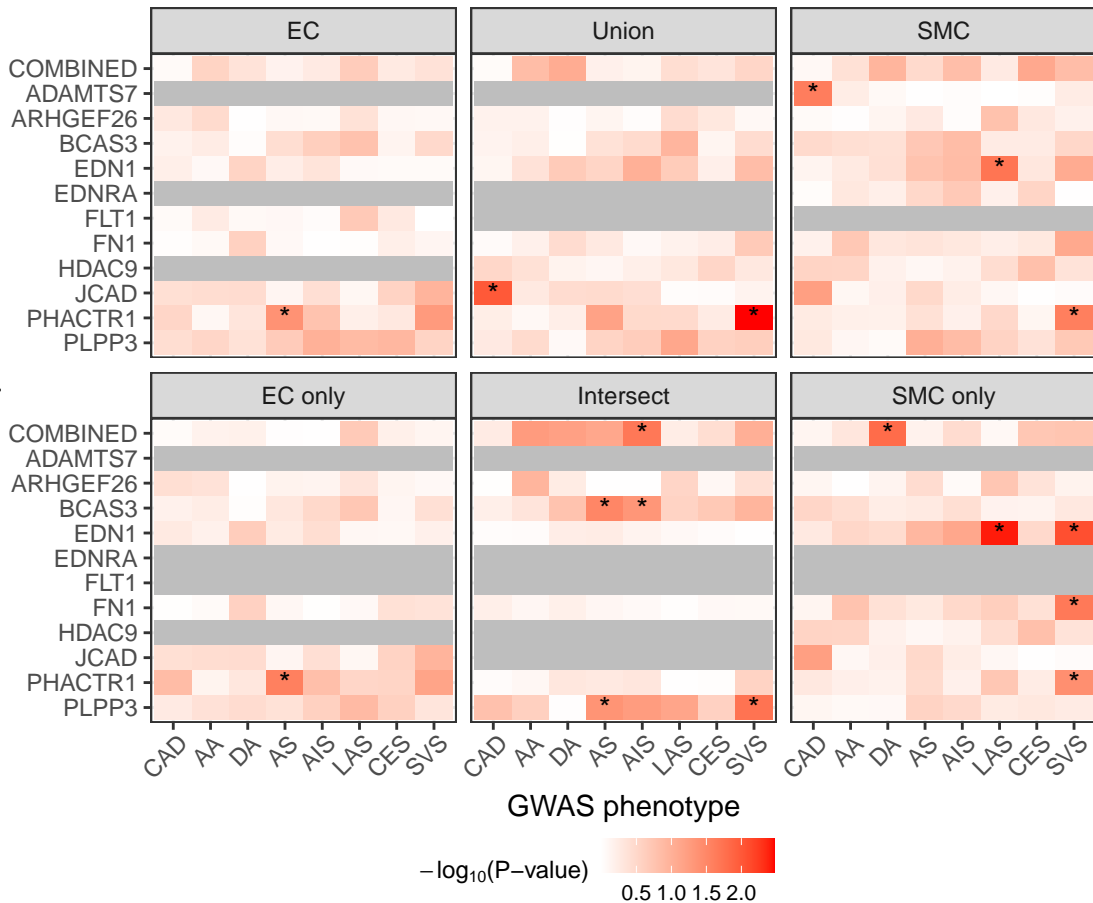 EC Union SMC
COMBINED
ADAMTS7
*
ARHGEF26
BCAS3
EDN1
*
EDNRA
FLT1
FN1
HDAC9
JCAD
*
PHACTR1
* * *
PLPP3
EC only Intersect SMC only
COMBINED
* *
ADAMTS7
ARHGEF26
BCAS3
* *
EDN1
* *
EDNRA
FLT1
FN1
*
HDAC9
JCAD
PHACTR1
* *
PLPP3
* *
CAD AA DA AS AIS LAS CES SVS CAD AA DA AS AIS LAS CES SVS CAD AA DA AS AIS LAS CES SVS
GWAS phenotype
−log₁₀(P−value)
0.5 1.0 1.5 2.0